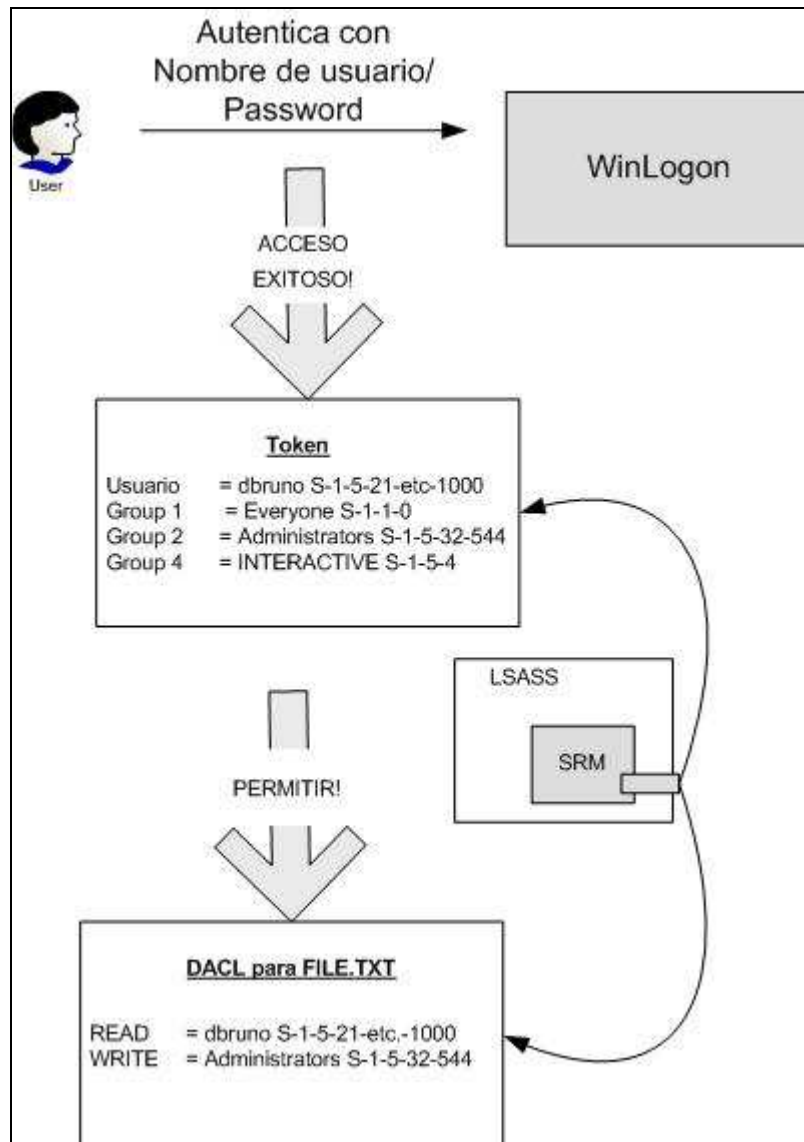 Autentica con
Nombre de usuario/
Password
User
WinLogon
ACCESO
EXITOSO!
Token
Usuario = dbruno S-1-5-21-etc-1000
Group 1 = Everyone S-1-1-0
Group 2 = Administrators S-1-5-32-544
Group 4 = INTERACTIVE S-1-5-4
LSASS
SRM
PERMITIR!
DACL para FILE.TXT
READ = dbruno S-1-5-21-etc.-1000
WRITE = Administrators S-1-5-32-544